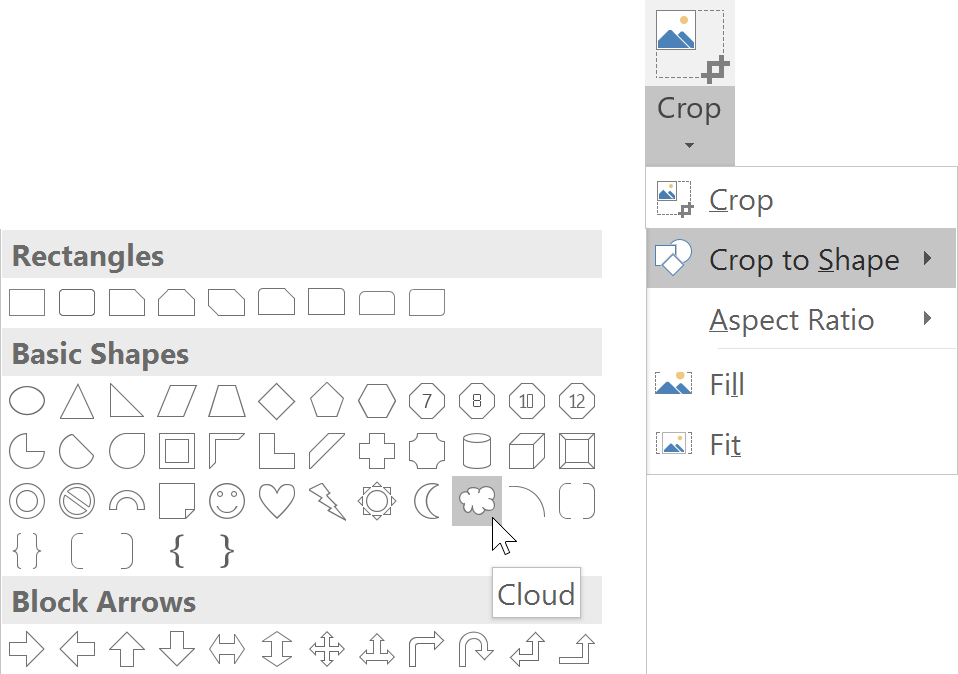 Crop
Crop
Crop to Shape
Aspect Ratio
Fill
Fit
Rectangles
Basic Shapes
7 8 10 12
Cloud
Block Arrows